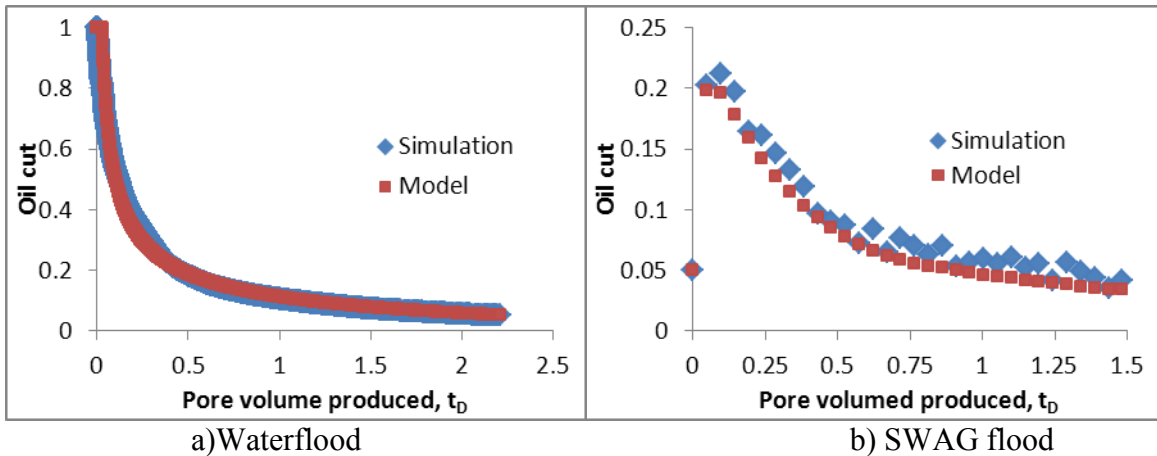 1
0.8
0.6
0.4
0.2
0
Oil cut
Simulation
Model
0 0.5 1 1.5 2 2.5
Pore volume produced, tD
a)Waterflood
0.25
0.2
0.15
0.1
0.05
0
Oil cut
Simulation
Model
0 0.25 0.5 0.75 1 1.25 1.5
Pore volumed produced, tD
b) SWAG flood